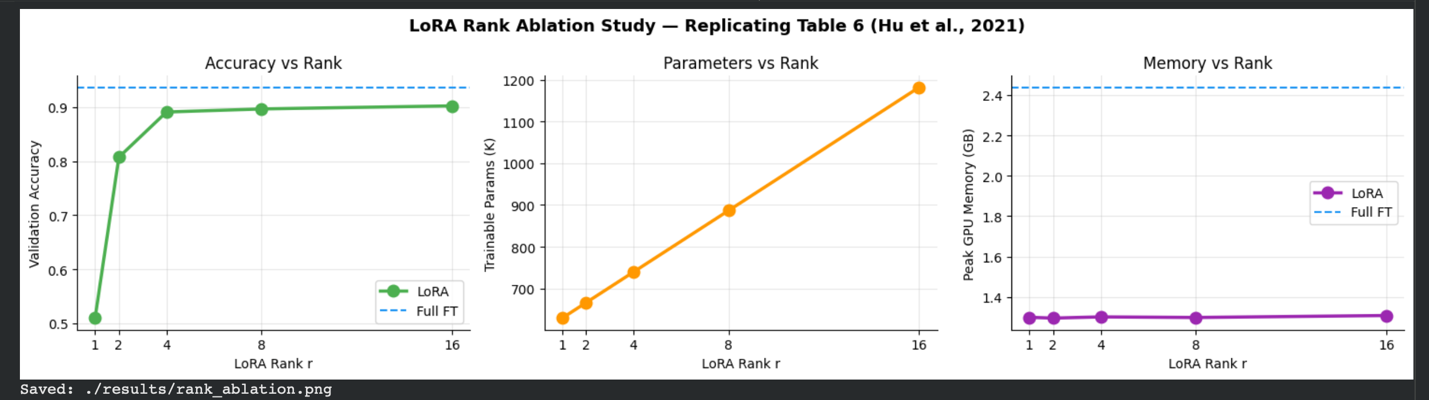 LoRA Rank Ablation Study — Replicating Table 6 (Hu et al., 2021)
Accuracy vs Rank
Validation Accuracy
0.9
0.8
0.7
0.6
0.5
LoRA
Full FT
1 2 4 8 16
LoRA Rank r
Parameters vs Rank
Trainable Params (K)
1200
1100
1000
900
800
700
1 2 4 8 16
LoRA Rank r
Memory vs Rank
Peak GPU Memory (GB)
2.4
2.2
2.0
1.8
1.6
1.4
LoRA
Full FT
1 2 4 8 16
LoRA Rank r
Saved: ./results/rank_ablation.png